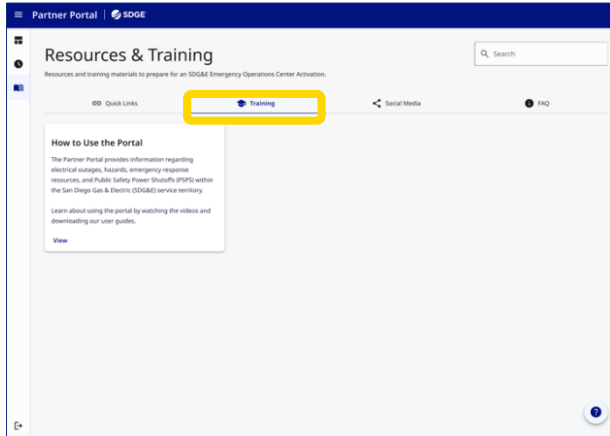 Partner Portal | SDGE
Resources & Training
Resources and training materials to prepare for an SDG&E Emergency Operations Center Activation.
Search
Quick Links
Training
Social Media
FAQ
How to Use the Portal
The Partner Portal provides information regarding
electrical outages, hazards, emergency response
resources, and Public Safety Power Shutoffs (PSPS) within
the San Diego Gas & Electric (SDG&E) service territory.
Learn about using the portal by watching the videos and
downloading our user guides.
View